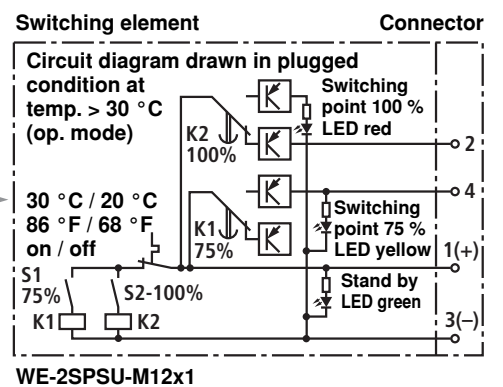 Switching element
Connector
Circuit diagram drawn in plugged
condition at
temp. > 30 °C
(op. mode)
Switching
point 100 %
LED red
K2
100%
2
4
30 °C / 20 °C
86 °F / 68 °F
on / off
K1
75%
Switching
point 75 %
LED yellow
1(+)
S1
75%
S2-100%
Stand by
LED green
K1
K2
3(–)
WE-2SPSU-M12x1